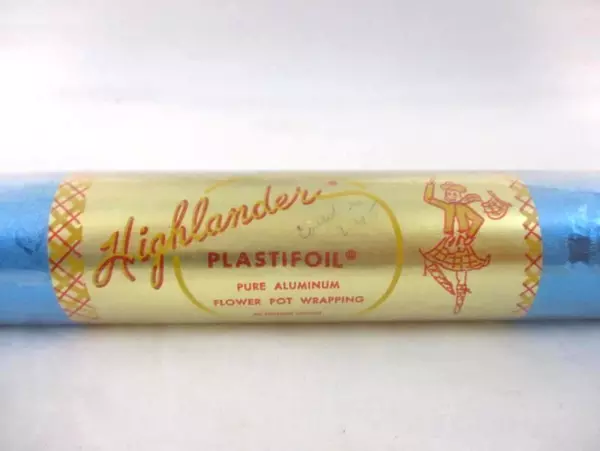 Highlander
PLASTIFOIL®
PURE ALUMINUM
FLOWER POT WRAPPING